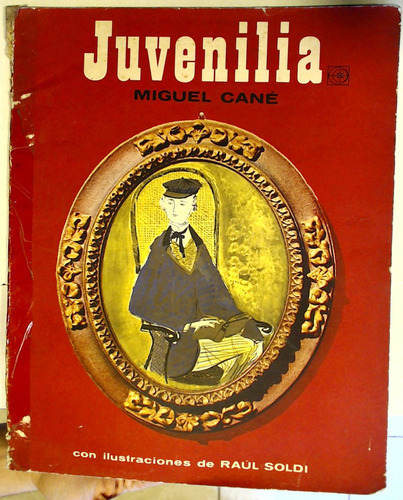 Juvenilia
MIGUEL CANÉ
con ilustraciones de RAÚL SOLDI